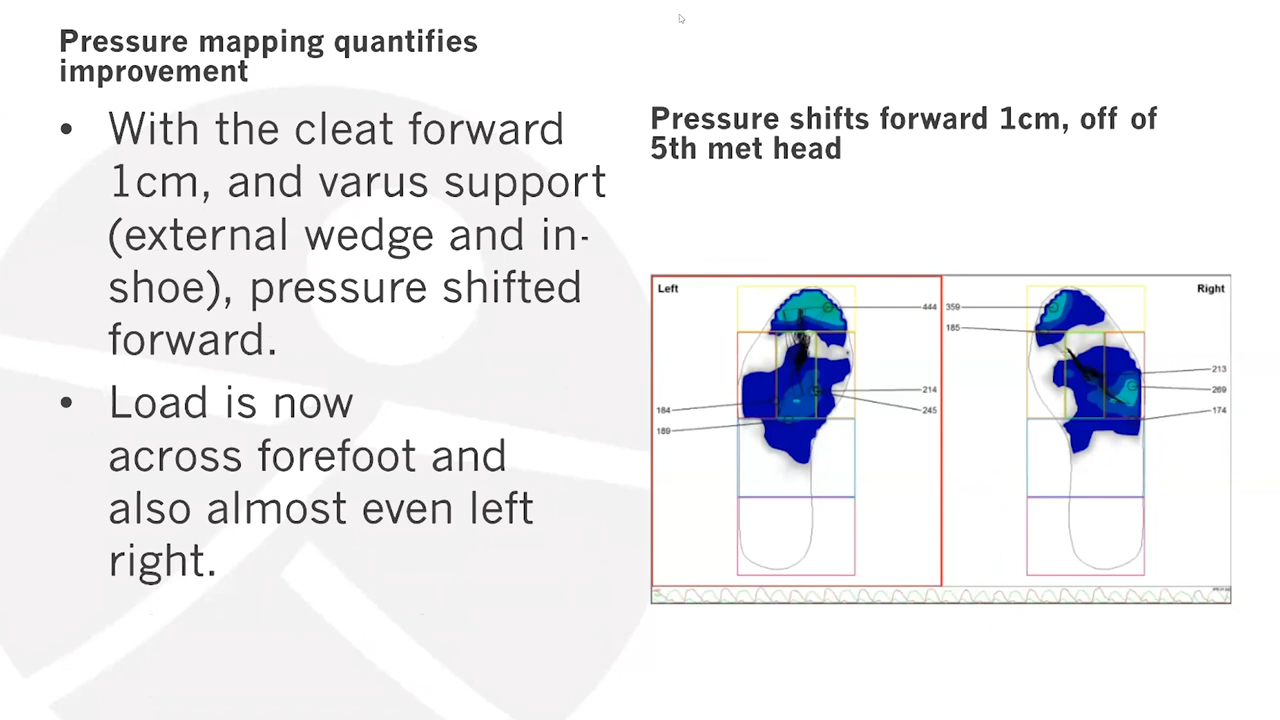 Pressure mapping quantifies
improvement
• With the cleat forward
1cm, and varus support
(external wedge and in-
shoe), pressure shifted
forward.
• Load is now
across forefoot and
also almost even left
right.
Pressure shifts forward 1cm, off of
5th met head
Left
Right
444
359
185
213
214
269
184
245
174
189